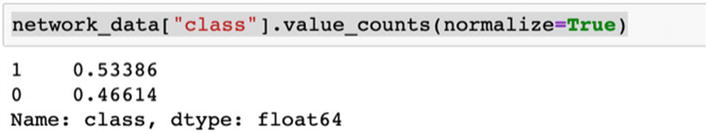 network_data["class"].value_counts(normalize=True)
1    0.53386
0    0.46614
Name: class, dtype: float64